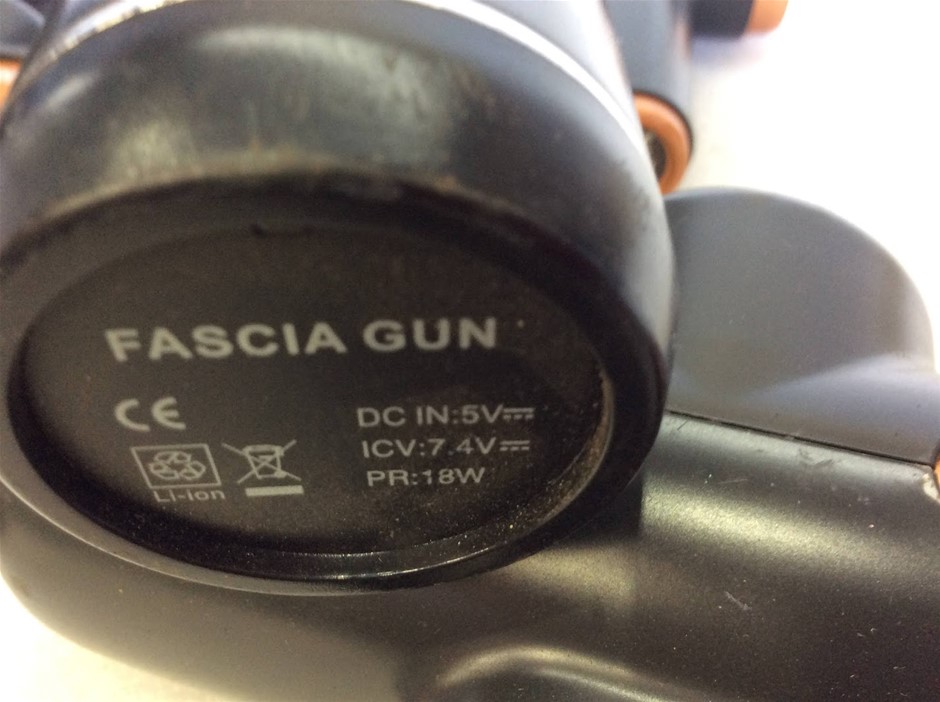 FASCIA GUN
CE
DC IN:5V⎓
ICV:7.4V⎓
PR:18W
Li-ion